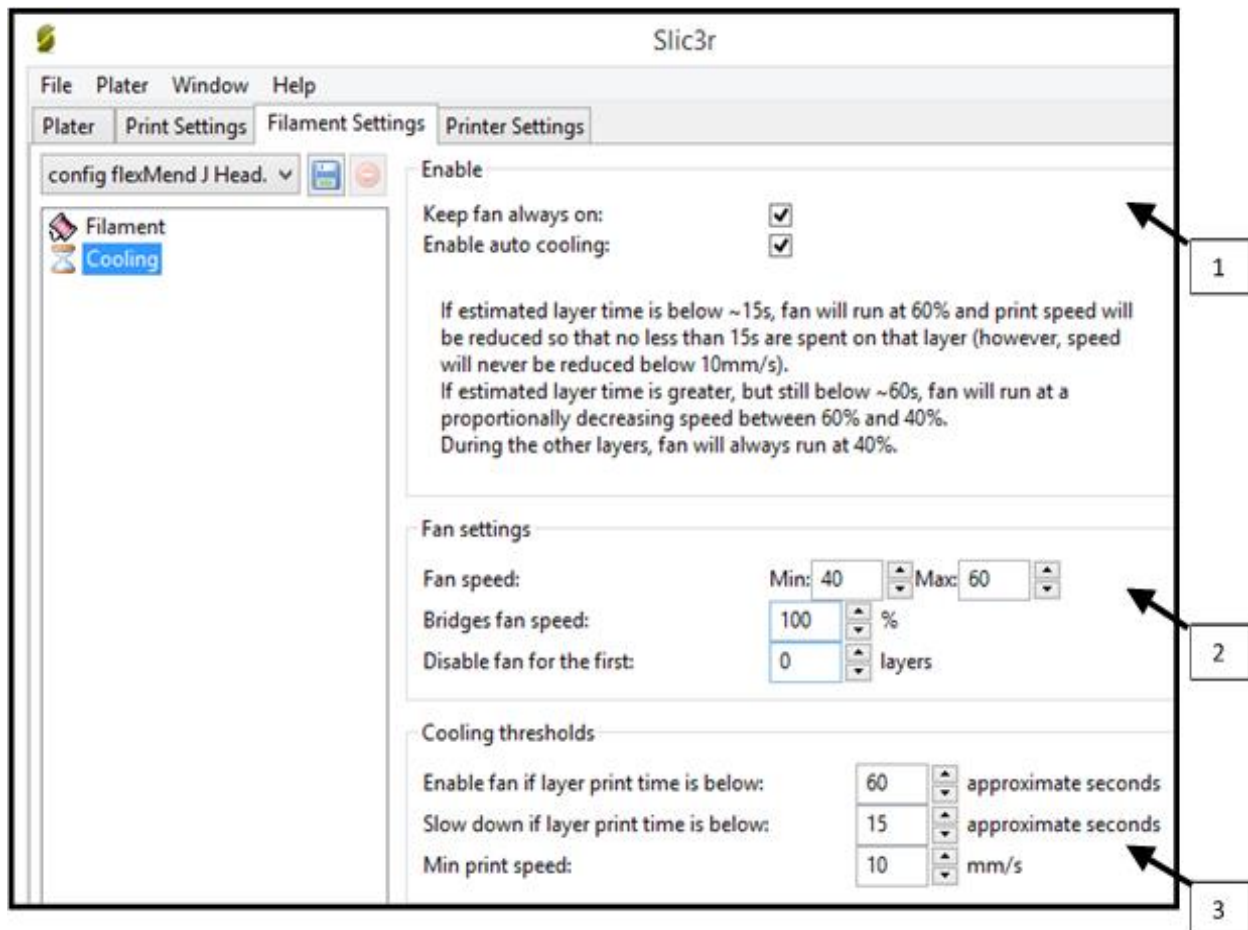 Slic3r
File Plater Window Help
Plater Print Settings Filament Settings Printer Settings
config flexMend J Head.
Filament
Cooling
Enable
Keep fan always on:
Enable auto cooling:
If estimated layer time is below ~15s, fan will run at 60% and print speed will
be reduced so that no less than 15s are spent on that layer (however, speed
will never be reduced below 10mm/s).
If estimated layer time is greater, but still below ~60s, fan will run at a
proportionally decreasing speed between 60% and 40%.
During the other layers, fan will always run at 40%.
1
Fan settings
Fan speed: Min: 40 Max: 60
Bridges fan speed: 100 %
Disable fan for the first: 0 layers
2
Cooling thresholds
Enable fan if layer print time is below: 60 approximate seconds
Slow down if layer print time is below: 15 approximate seconds
Min print speed: 10 mm/s
3